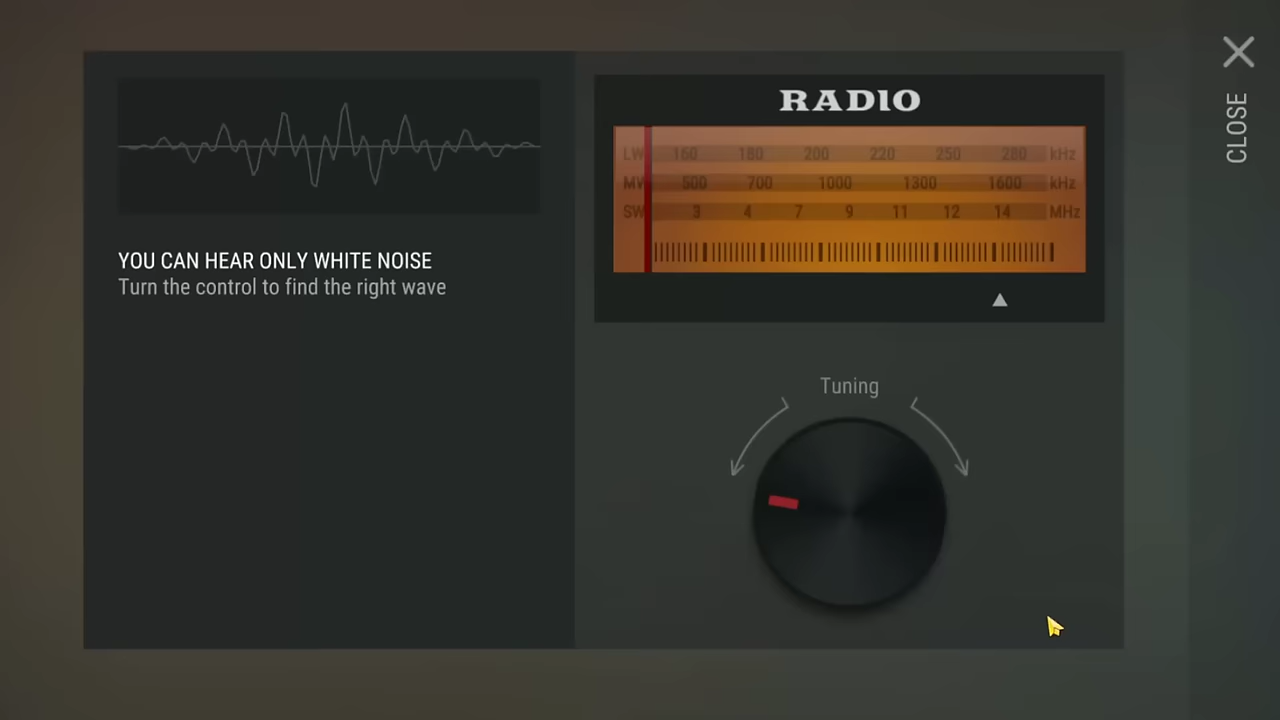 YOU CAN HEAR ONLY WHITE NOISE
Turn the control to find the right wave
RADIO
LW 160 180 200 220 250 280 kHz
MW 500 700 1000 1300 1600 kHz
SW 3 4 7 9 11 12 14 MHz
Tuning
CLOSE